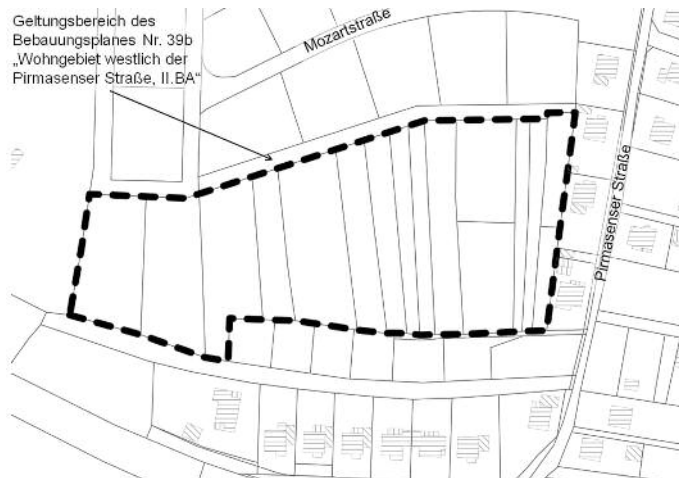 Geltungsbereich des
Bebauungsplanes Nr. 39b
„Wohngebiet westlich der
Pirmasenser Straße, II.BA“
Mozartstraße
Pirmasenser Straße